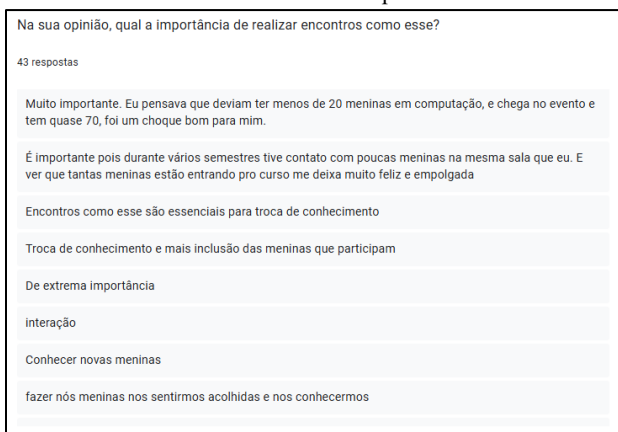 Na sua opinião, qual a importância de realizar encontros como esse?
43 respostas
Muito importante. Eu pensava que deviam ter menos de 20 meninas em computação, e chega no evento e
tem quase 70, foi um choque bom para mim.
É importante pois durante vários semestres tive contato com poucas meninas na mesma sala que eu. E
ver que tantas meninas estão entrando pro curso me deixa muito feliz e empolgada
Encontros como esse são essenciais para troca de conhecimento
Troca de conhecimento e mais inclusão das meninas que participam
De extrema importância
interação
Conhecer novas meninas
fazer nós meninas nos sentirmos acolhidas e nos conhecermos